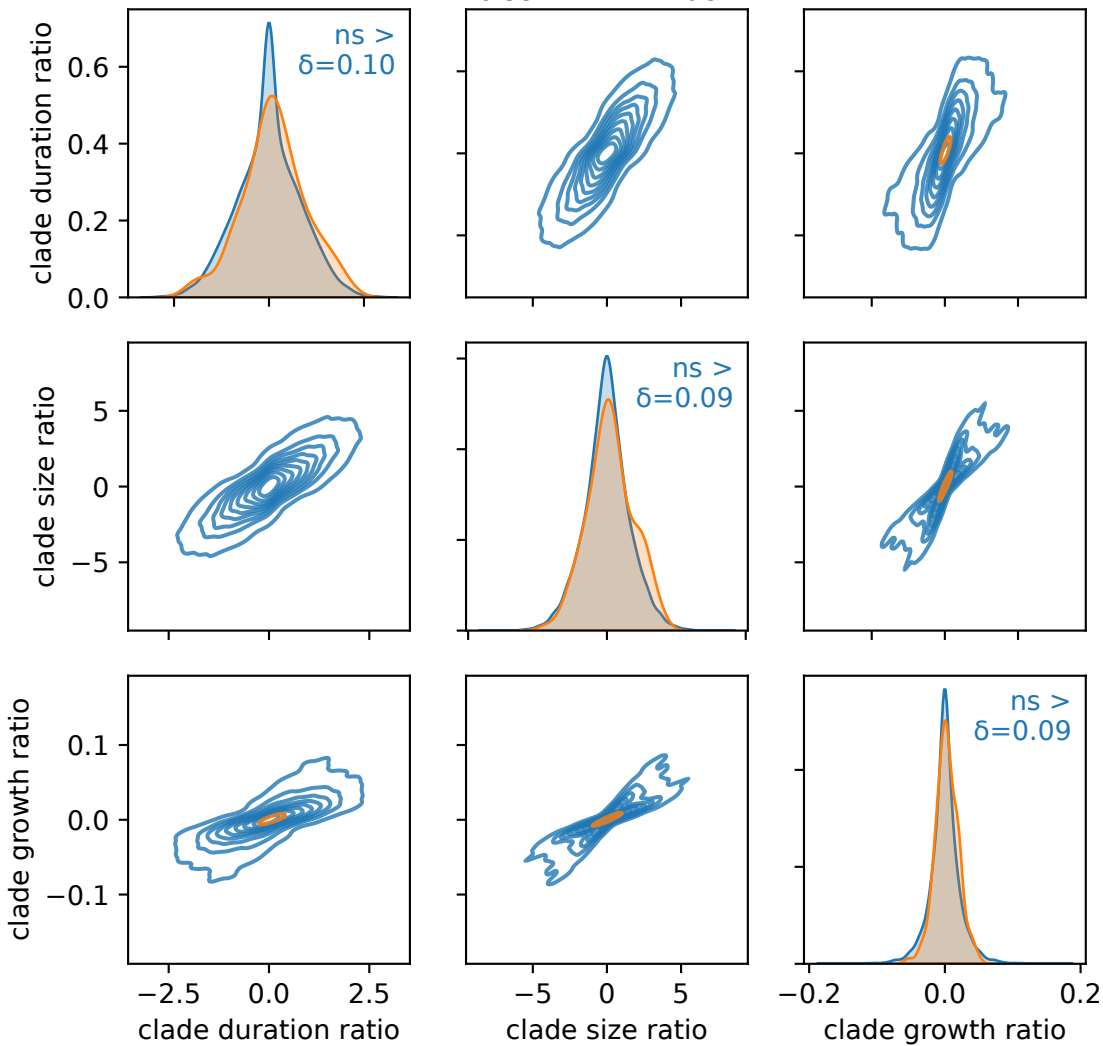 clade duration ratio
0.6
0.4
0.2
0.0
ns >
δ=0.10
clade size ratio
5
0
−5
ns >
δ=0.09
clade growth ratio
0.1
0.0
−0.1
ns >
δ=0.09
−2.5
0.0
2.5
−5
0
5
−0.2
0.0
0.2
clade duration ratio
clade size ratio
clade growth ratio